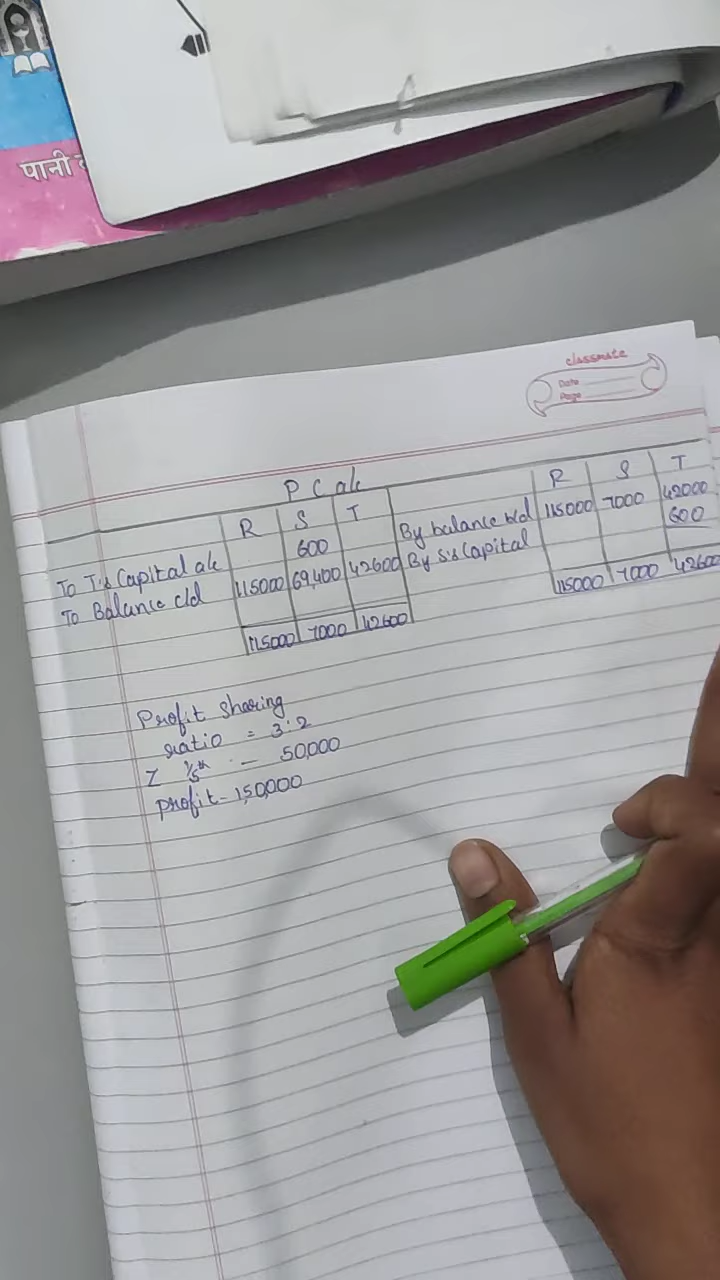 पानी
classmate
Date
Page
P C a/c
R S T R S T
600 By balance b/d 115000 7000 42000
To T's Capital a/c By S's Capital 600
To Balance c/d 115000 69,400 42600
115000 7000 42600
115000 7000 42600
Profit sharing
ratio = 3:2
Z 1/5th - 50,000
Profit - 1,50,000